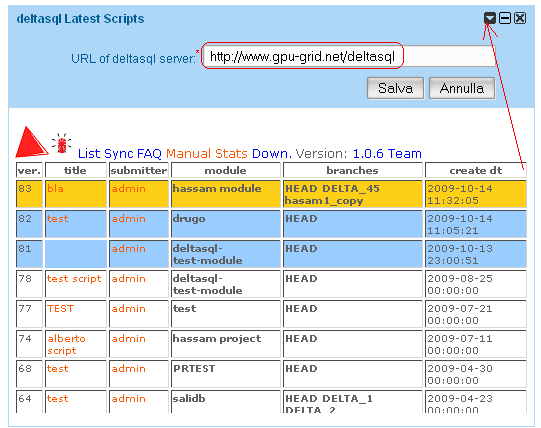 deltasql Latest Scripts
URL of deltasql server:* http://www.gpu-grid.net/deltasql
Salva Annulla
List Sync FAQ Manual Stats Down. Version: 1.0.6 Team
ver. title submitter module branches create dt
83 bla admin hassam module HEAD DELTA_45 2009-10-14
hasam1_copy 11:32:05
82 test admin drugo HEAD 2009-10-14
11:05:21
81 admin deltasql- HEAD 2009-10-13
test-module 23:00:51
78 test script admin deltasql- HEAD 2009-08-25
test-module 00:00:00
77 TEST admin test HEAD 2009-07-21
00:00:00
74 alberto admin hassam project HEAD 2009-07-11
script 00:00:00
68 test admin PRTEST HEAD 2009-04-30
00:00:00
64 test admin salidb HEAD DELTA_1 2009-04-23
DELTA_2 00:00:00